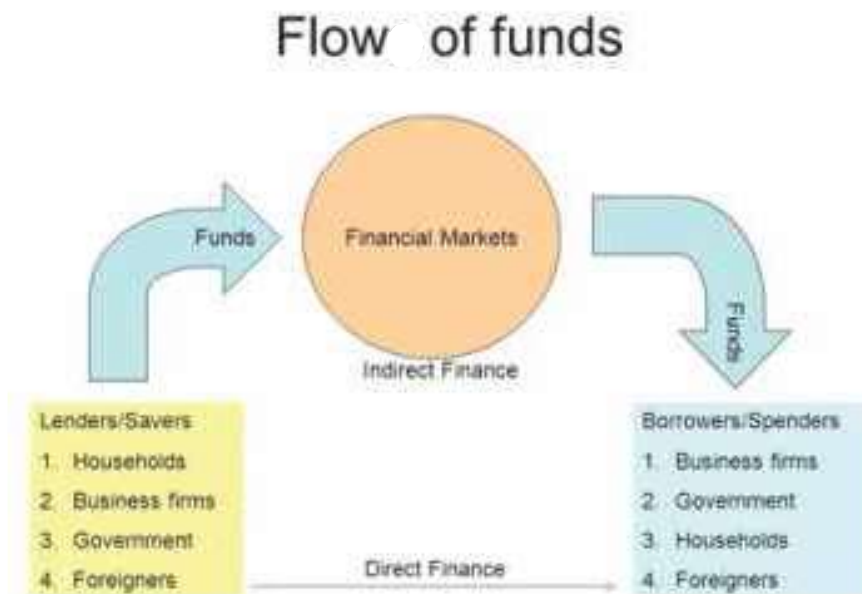 Flow of funds
Funds
Financial Markets
Funds
Indirect Finance
Lenders/Savers
1. Households
2. Business firms
3. Government
4. Foreigners
Direct Finance
Borrowers/Spenders
1. Business firms
2. Government
3. Households
4. Foreigners